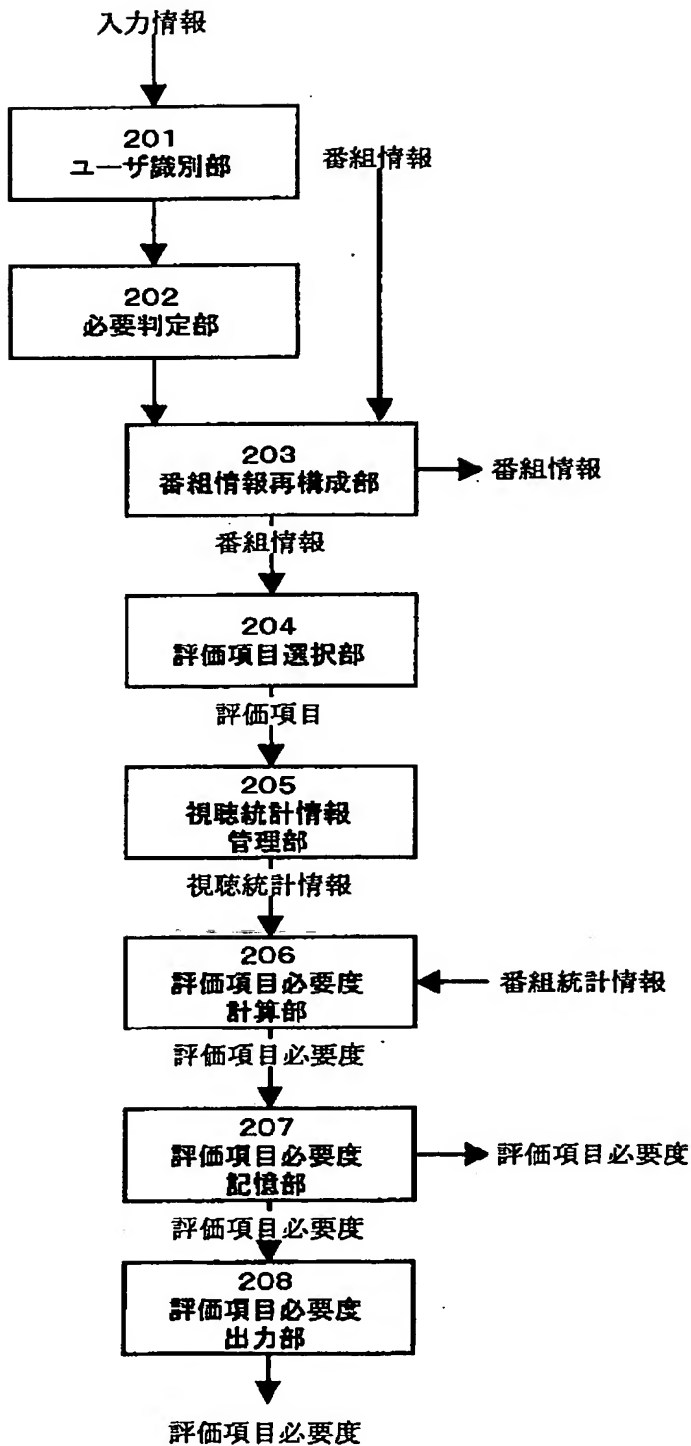 入力情報
201
ユーザ識別部
番組情報
202
必要判定部
203
番組情報再構成部
番組情報
番組情報
204
評価項目選択部
評価項目
205
視聴統計情報
管理部
視聴統計情報
206
評価項目必要度
計算部
番組統計情報
評価項目必要度
207
評価項目必要度
記憶部
評価項目必要度
評価項目必要度
208
評価項目必要度
出力部
評価項目必要度